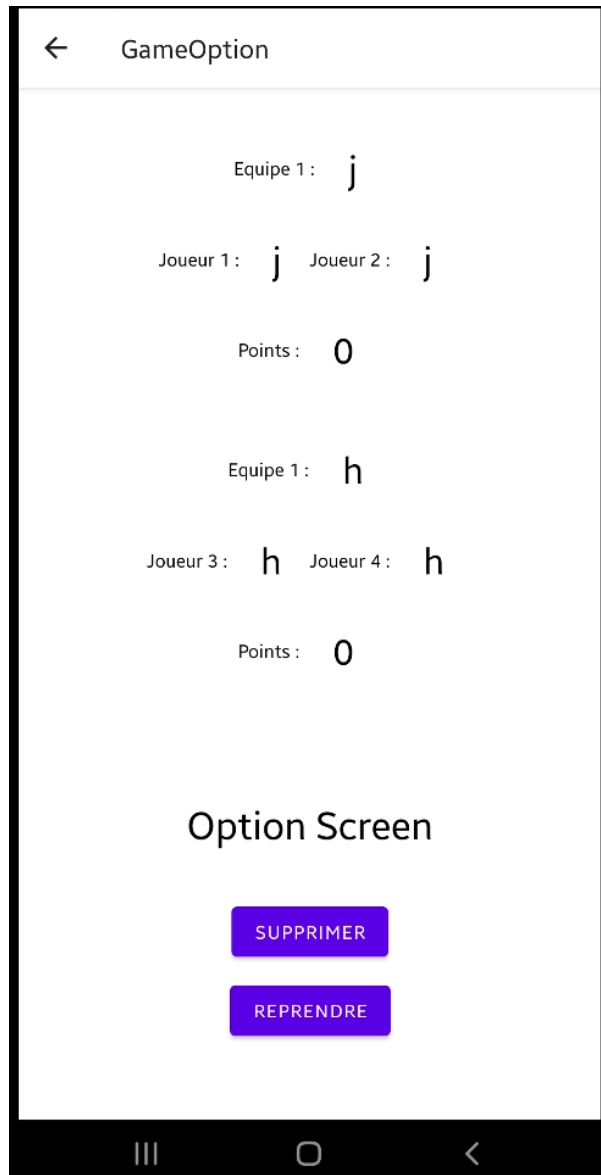 GameOption
Equipe 1 : j
Joueur 1 : j Joueur 2 : j
Points : 0
Equipe 1 : h
Joueur 3 : h Joueur 4 : h
Points : 0
Option Screen
SUPPRIMER
REPRENDRE